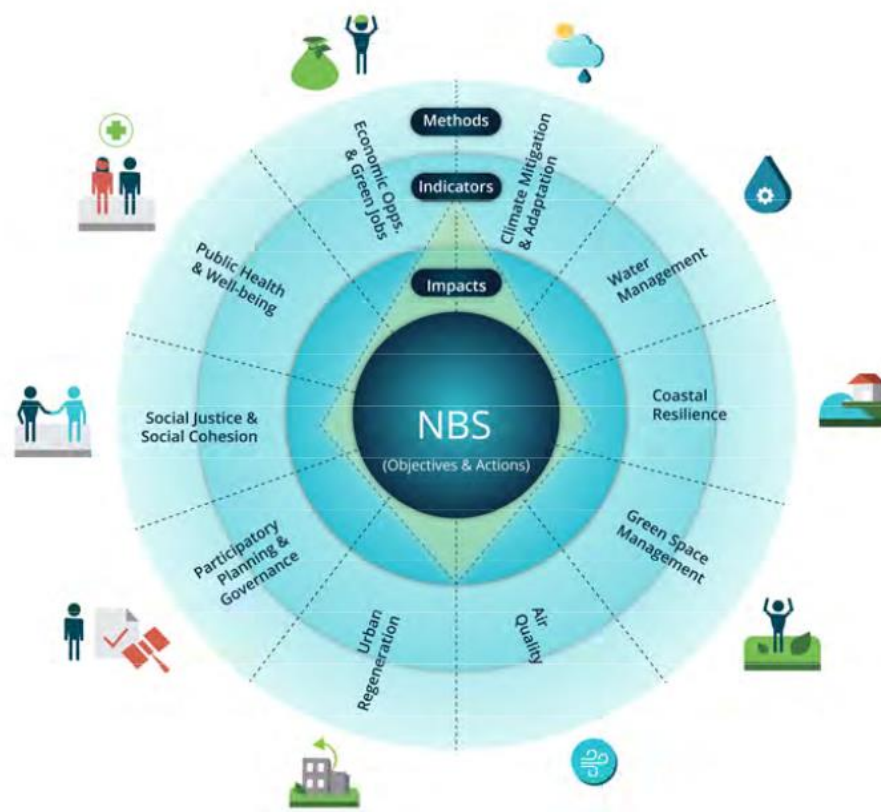 Methods
Indicators
Impacts
NBS
(Objectives & Actions)
Climate Mitigation
& Adaptation
Water
Management
Coastal
Resilience
Green Space
Management
Air
Quality
Urban
Regeneration
Participatory
Planning &
Governance
Social Justice &
Social Cohesion
Public Health
& Well-being
Economic Opps.
& Green Jobs